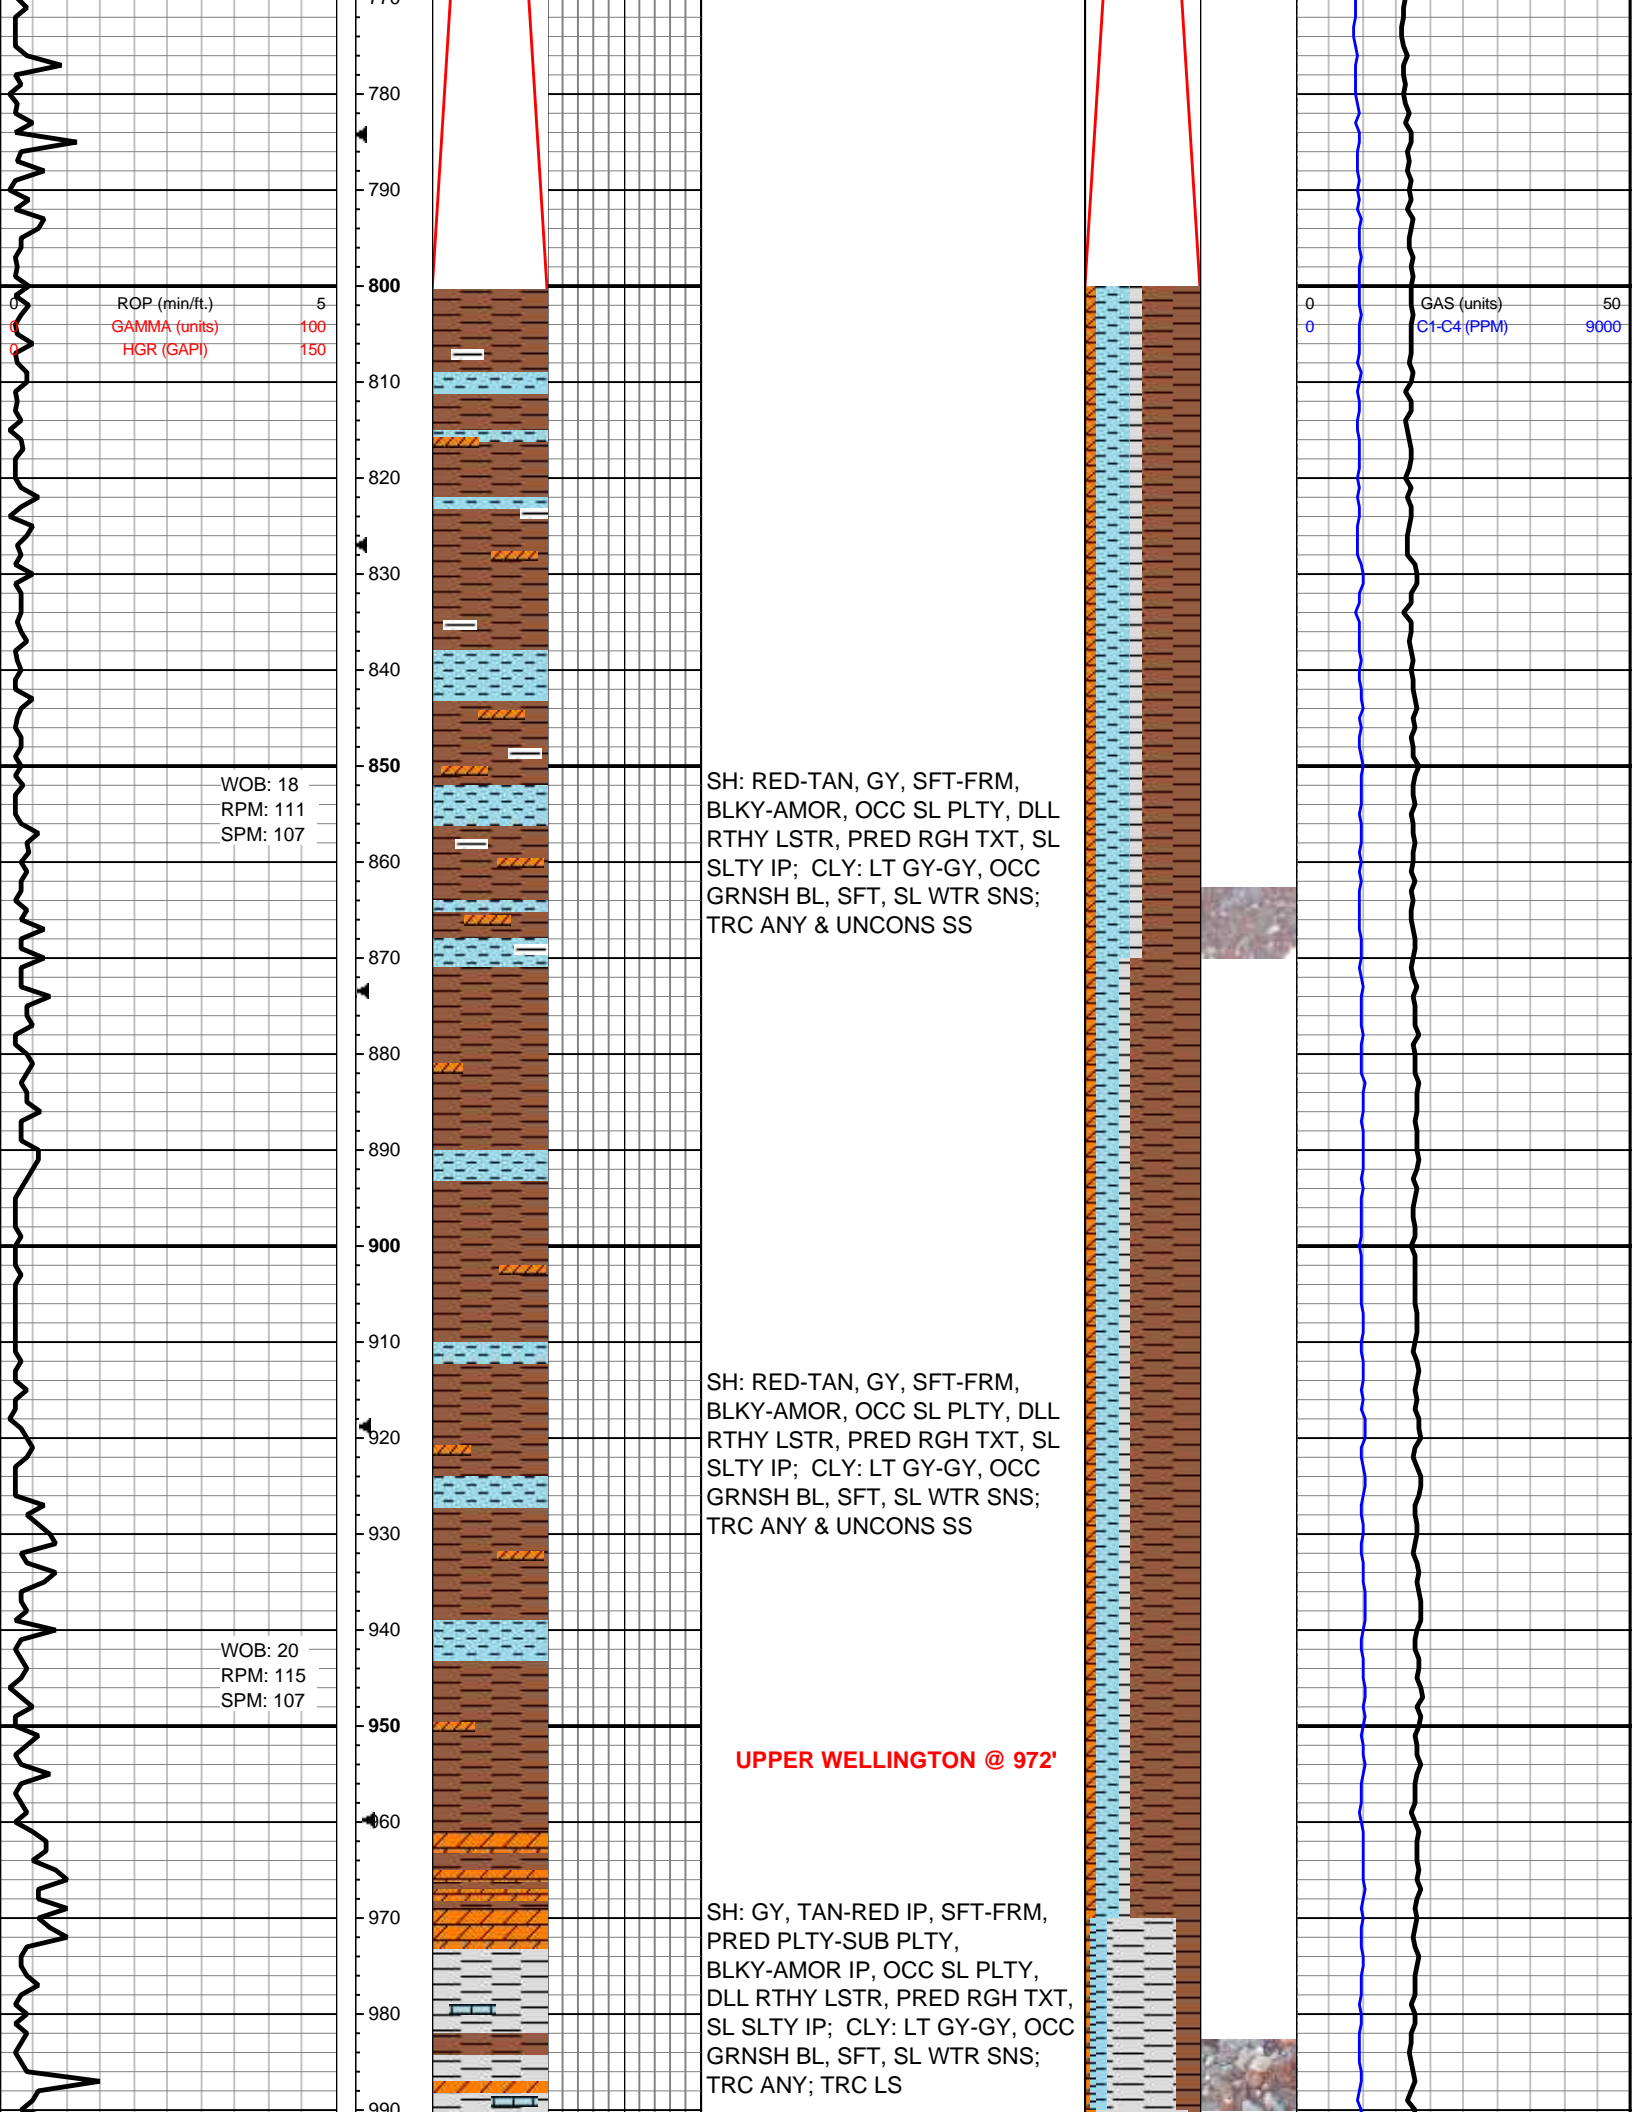 770
780
790
800
0 ROP (min/ft.) 5
0 GAMMA (units) 100
0 HGR (GAPI) 150
0 GAS (units) 50
0 C1-C4 (PPM) 9000
810
820
830
840
850
WOB: 18
RPM: 111
SPM: 107
SH: RED-TAN, GY, SFT-FRM,
BLKY-AMOR, OCC SL PLTY, DLL
RTHY LSTR, PRED RGH TXT, SL
SLTY IP;  CLY: LT GY-GY, OCC
GRNSH BL, SFT, SL WTR SNS;
TRC ANY & UNCONS SS
860
870
880
890
900
910
SH: RED-TAN, GY, SFT-FRM,
BLKY-AMOR, OCC SL PLTY, DLL
RTHY LSTR, PRED RGH TXT, SL
SLTY IP;  CLY: LT GY-GY, OCC
GRNSH BL, SFT, SL WTR SNS;
TRC ANY & UNCONS SS
920
930
940
WOB: 20
RPM: 115
SPM: 107
950
UPPER WELLINGTON @ 972'
960
970
SH: GY, TAN-RED IP, SFT-FRM,
PRED PLTY-SUB PLTY,
BLKY-AMOR IP, OCC SL PLTY,
DLL RTHY LSTR, PRED RGH TXT,
SL SLTY IP;  CLY: LT GY-GY, OCC
GRNSH BL, SFT, SL WTR SNS;
TRC ANY; TRC LS
980
990